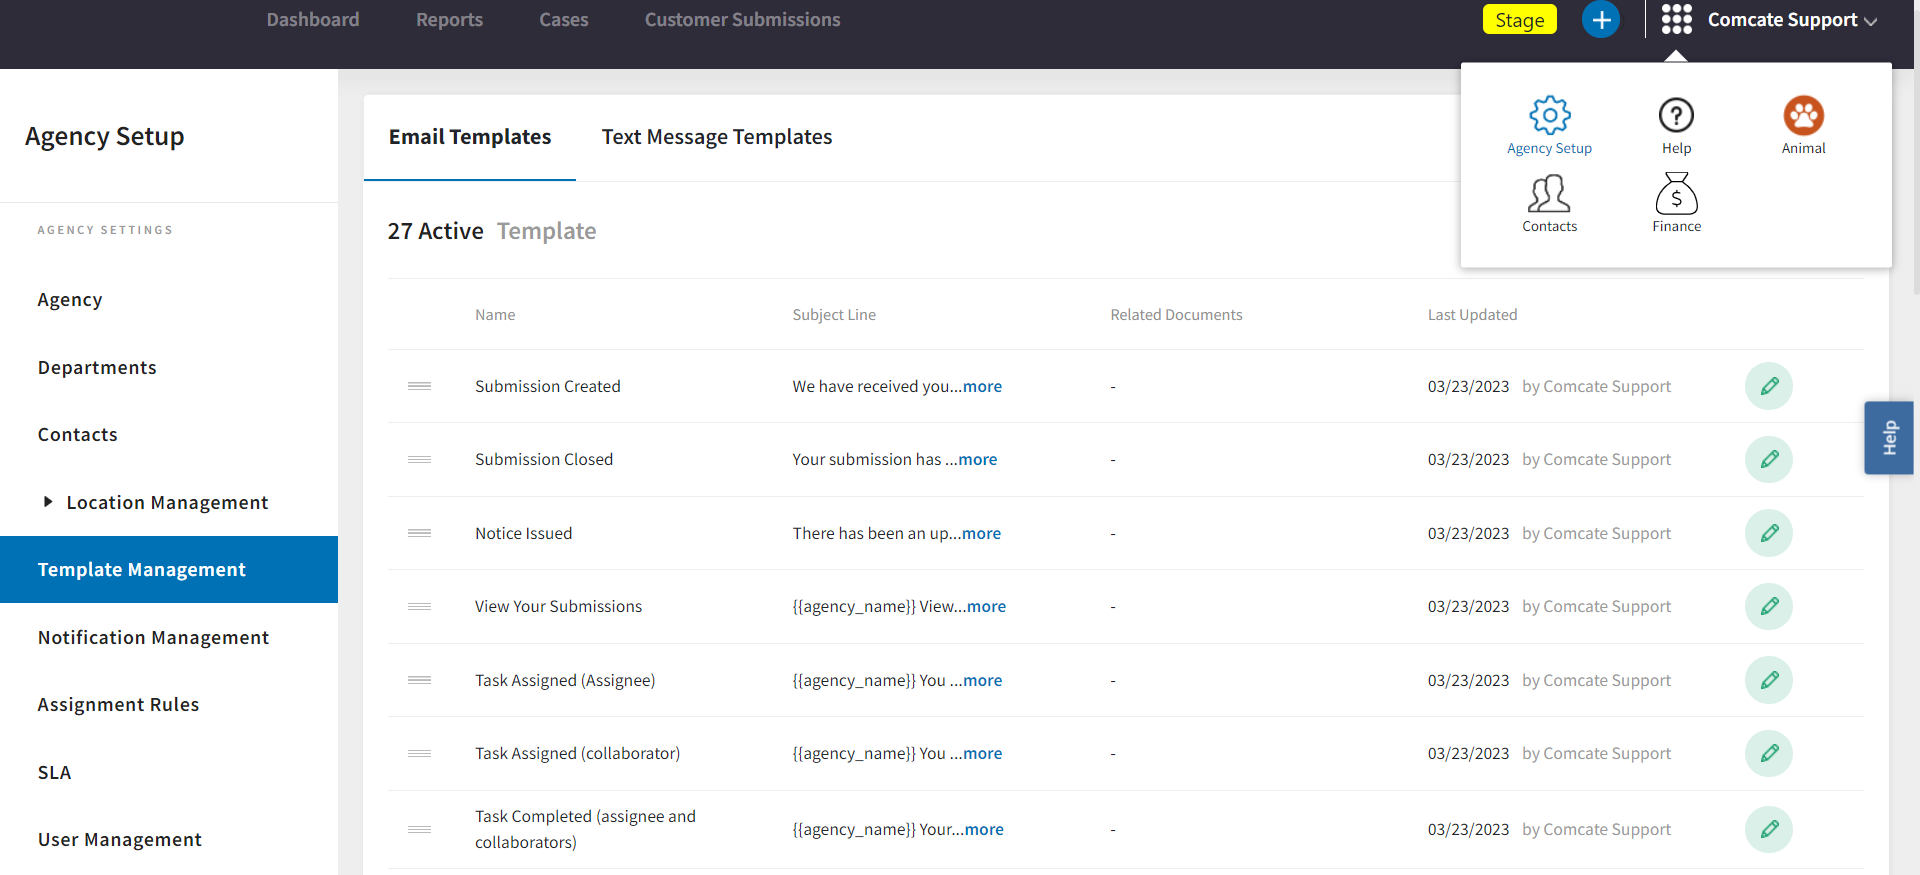 Dashboard Reports Cases Customer Submissions Stage Comcate Support
Agency Setup Help Animal
Contacts Finance
Agency Setup
AGENCY SETTINGS
Agency
Departments
Contacts
Location Management
Template Management
Notification Management
Assignment Rules
SLA
User Management
Email Templates Text Message Templates
27 Active Template
Name Subject Line Related Documents Last Updated
Submission Created We have received you...more - 03/23/2023 by Comcate Support
Submission Closed Your submission has ...more - 03/23/2023 by Comcate Support
Notice Issued There has been an up...more - 03/23/2023 by Comcate Support
View Your Submissions {{agency_name}} View...more - 03/23/2023 by Comcate Support
Task Assigned (Assignee) {{agency_name}} You ...more - 03/23/2023 by Comcate Support
Task Assigned (collaborator) {{agency_name}} You ...more - 03/23/2023 by Comcate Support
Task Completed (assignee and
collaborators) {{agency_name}} Your...more - 03/23/2023 by Comcate Support
Help